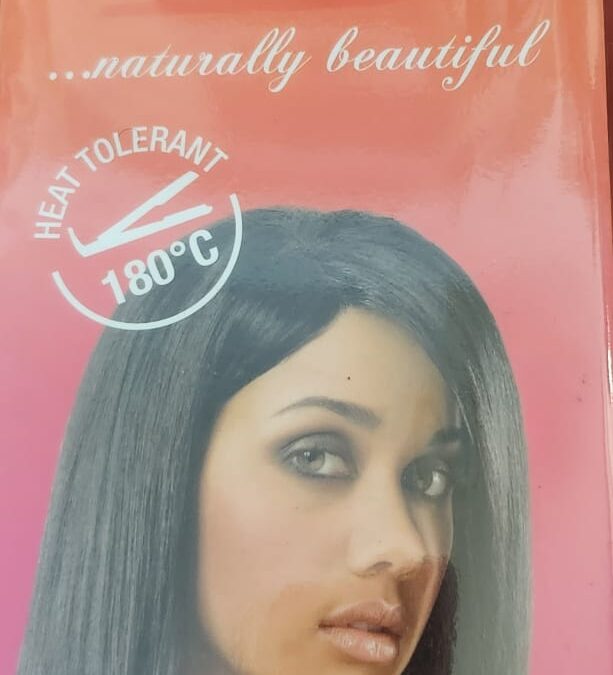 ...naturally beautiful
HEAT TOLERANT
180°C